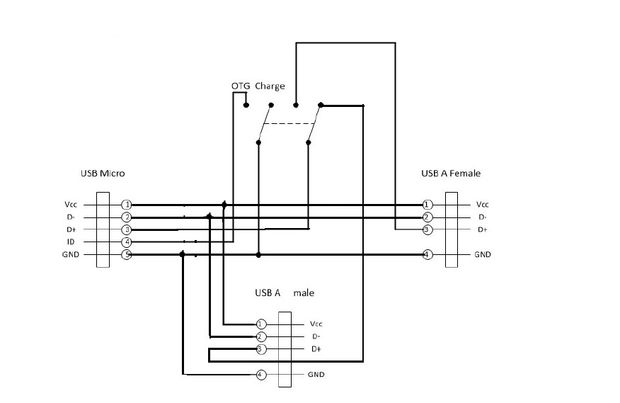 OTG Charge
USB Micro
USB A Female
Vcc 1
D- 2
D+ 3
ID 4
GND 5
1 Vcc
2 D-
3 D+
4 GND
USB A male
1 Vcc
2 D-
3 D+
4 GND